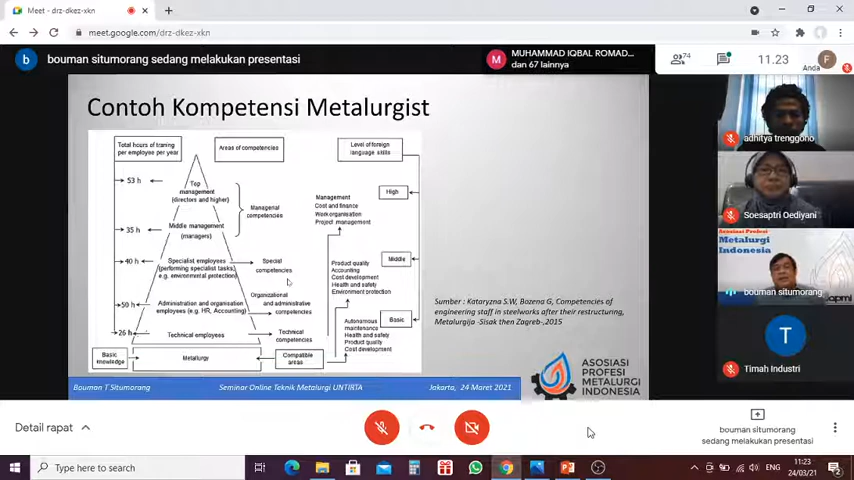 Meet - drz-dkez-xkn
meet.google.com/drz-dkez-xkn
b bouman situmorang sedang melakukan presentasi
M MUHAMMAD IQBAL ROMAD...
dan 67 lainnya
74
11.23
F
Anda
Contoh Kompetensi Metalurgist
Total hours of traning
per employee per year
Areas of competencies
Level of foreign
language skills
53 h
Top
management
(directors and higher)
Managerial
competencies
High
Management
Cost and finance
Work organisation
Project management
35 h
Middle management
(managers)
40 h
Specialist employees
(performing specialist tasks,
e.g. environmental protection)
Special
competencies
Middle
Product quality
Accounting
Cost development
Health and safety
Environment protection
50 h
Administration and organisation
employees (e.g. HR, Accounting)
Organizational
and administrative
competencies
Basic
Autonomous
maintenance
Health and safety
Product quality
Cost development
26 h
Technical employees
Technical
competencies
Basic
knowledge
Metalurgy
Compatible
areas
Sumber : Kataryzna S.W, Bozena G, Competencies of
engineering staff in steelworks after their restructuring,
Metalurgija -Sisak then Zagreb-,2015
ASOSIASI
PROFESI
METALURGI
INDONESIA
Bouman T Situmorang
Seminar Online Teknik Metalurgi UNTIRTA
Jakarta, 24 Maret 2021
adhitya trenggono
Soesaptri Oediyani
Asosiasi Profesi
Metalurgi
Indonesia
bouman situmorang
T
Timah Industri
Detail rapat
bouman situmorang
sedang melakukan presentasi
Type here to search
ENG
11:23
24/03/21
2